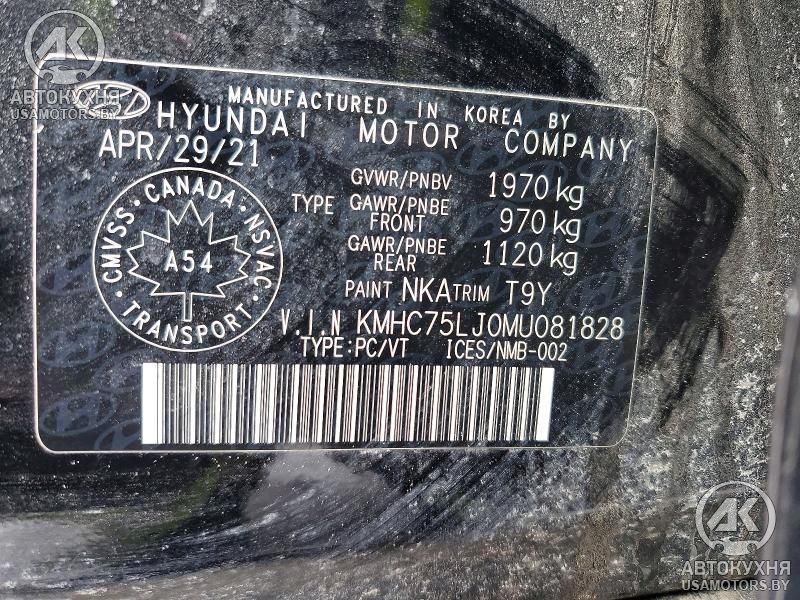 АК
АВТОКУХНЯ
USAMOTORS.BY
MANUFACTURED IN KOREA BY
HYUNDAI MOTOR COMPANY
APR/29/21
GVWR/PNBV 1970 kg
TYPE GAWR/PNBE FRONT 970 kg
GAWR/PNBE REAR 1120 kg
CANADA · NSVAC · TRANSPORT · CMVSS
A54
PAINT NKA TRIM T9Y
V.I.N KMHC75LJ0MU081828
TYPE:PC/VT ICES/NMB-002
АК
АВТОКУХНЯ
USAMOTORS.BY